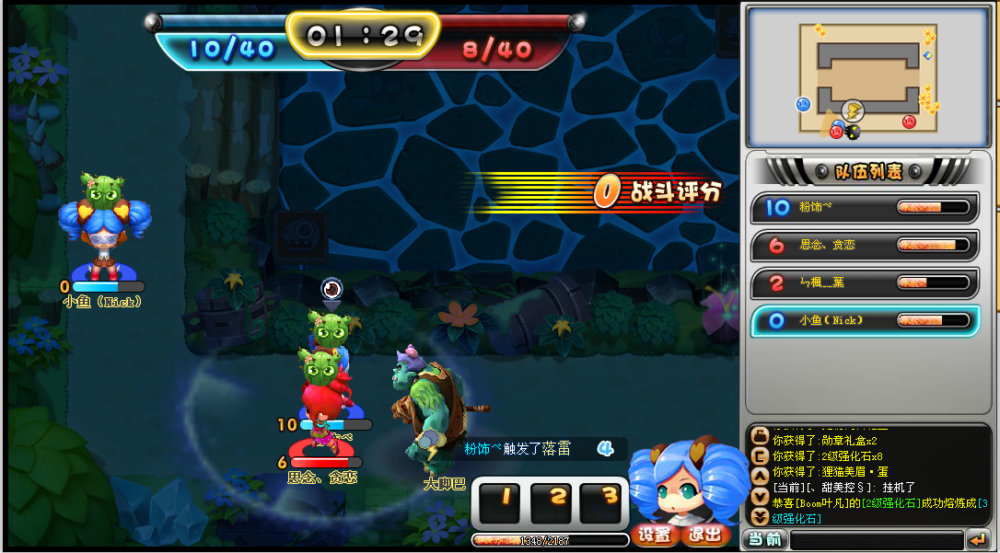 10/40
01:29
8/40
0 战斗评分
队伍列表
10 粉饰
6 思念、贪恋
2 ㄣ楓__葉
0 小鱼(Nick)
0
小鱼(Nick)
10
6
思念、贪恋
大脚巴
粉饰 触发了落雷 4
1 2 3
1348/2187
设置 退出
你获得了:勋章礼盒x2
你获得了:2级强化石x8
你获得了:狸猫美眉·蛋
[当前][、甜美控§]: 挂机了
恭喜[Boom叶凡]的[2级强化石]成功熔炼成[3
级强化石]
当前